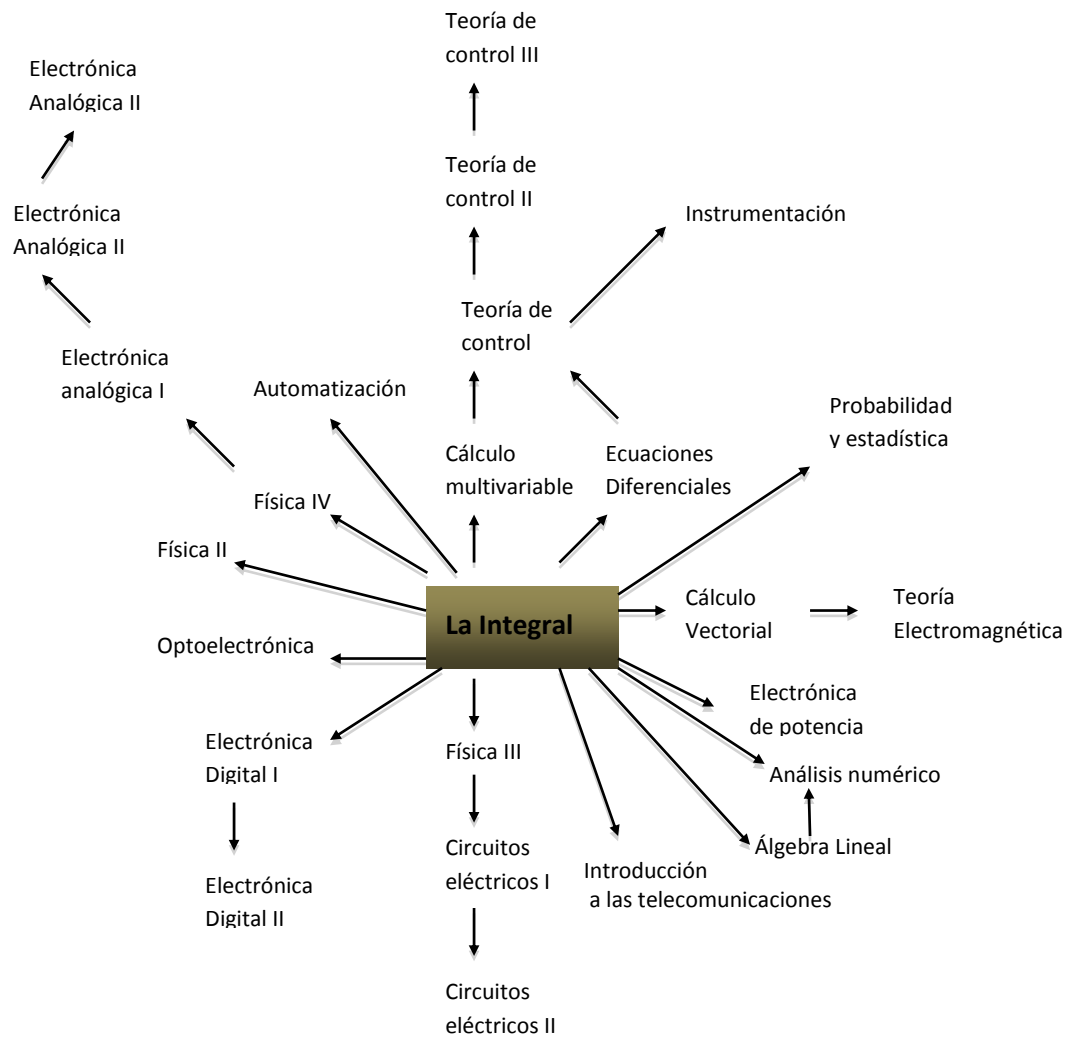 Teoría de
control III
Electrónica
Analógica II
Teoría de
control II
Electrónica
Analógica II
Instrumentación
Teoría de
control
Electrónica
analógica I
Automatización
Probabilidad
y estadística
Cálculo
multivariable
Ecuaciones
Diferenciales
Física IV
Física II
La Integral
Cálculo
Vectorial
Teoría
Electromagnética
Optoelectrónica
Electrónica
de potencia
Electrónica
Digital I
Física III
Análisis numérico
Circuitos
eléctricos I
Álgebra Lineal
Introducción
a las telecomunicaciones
Electrónica
Digital II
Circuitos
eléctricos II